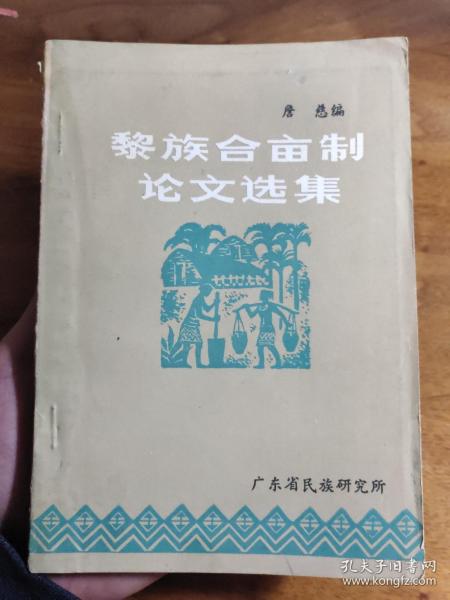 詹 慈编
黎族合亩制
论文选集
广东省民族研究所
孔夫子旧书网
www.kongfz.com